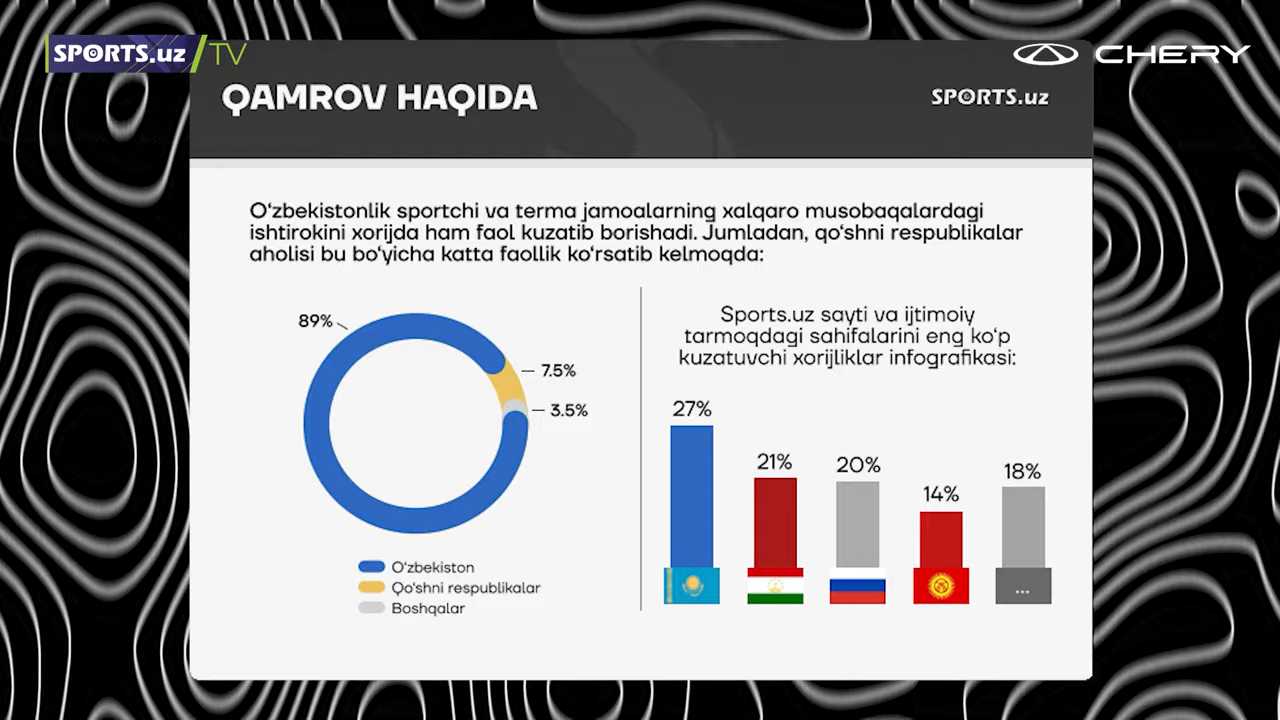 SPORTS.uz TV
CHERY
QAMROV HAQIDA
SPORTS.uz
O‘zbekistonlik sportchi va terma jamoalarning xalqaro musobaqalardagi
ishtirokini xorijda ham faol kuzatib borishadi. Jumladan, qo‘shni respublikalar
aholisi bu bo‘yicha katta faollik ko‘rsatib kelmoqda:
89%
7.5%
3.5%
O‘zbekiston
Qo‘shni respublikalar
Boshqalar
Sports.uz sayti va ijtimoiy
tarmoqdagi sahifalarini eng ko‘p
kuzatuvchi xorijliklar infografikasi:
27%
21%
20%
14%
18%
...